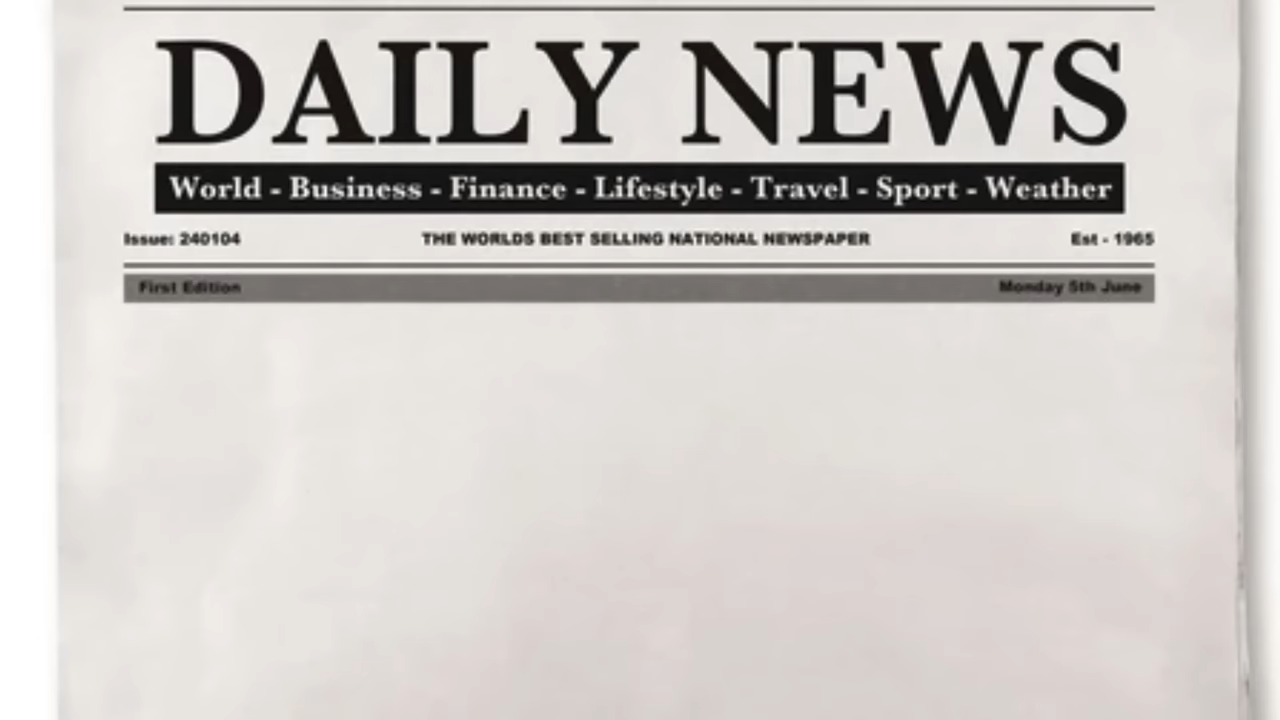 DAILY NEWS
World - Business - Finance - Lifestyle - Travel - Sport - Weather
Issue: 240104 THE WORLDS BEST SELLING NATIONAL NEWSPAPER Est - 1965
First Edition Monday 5th June